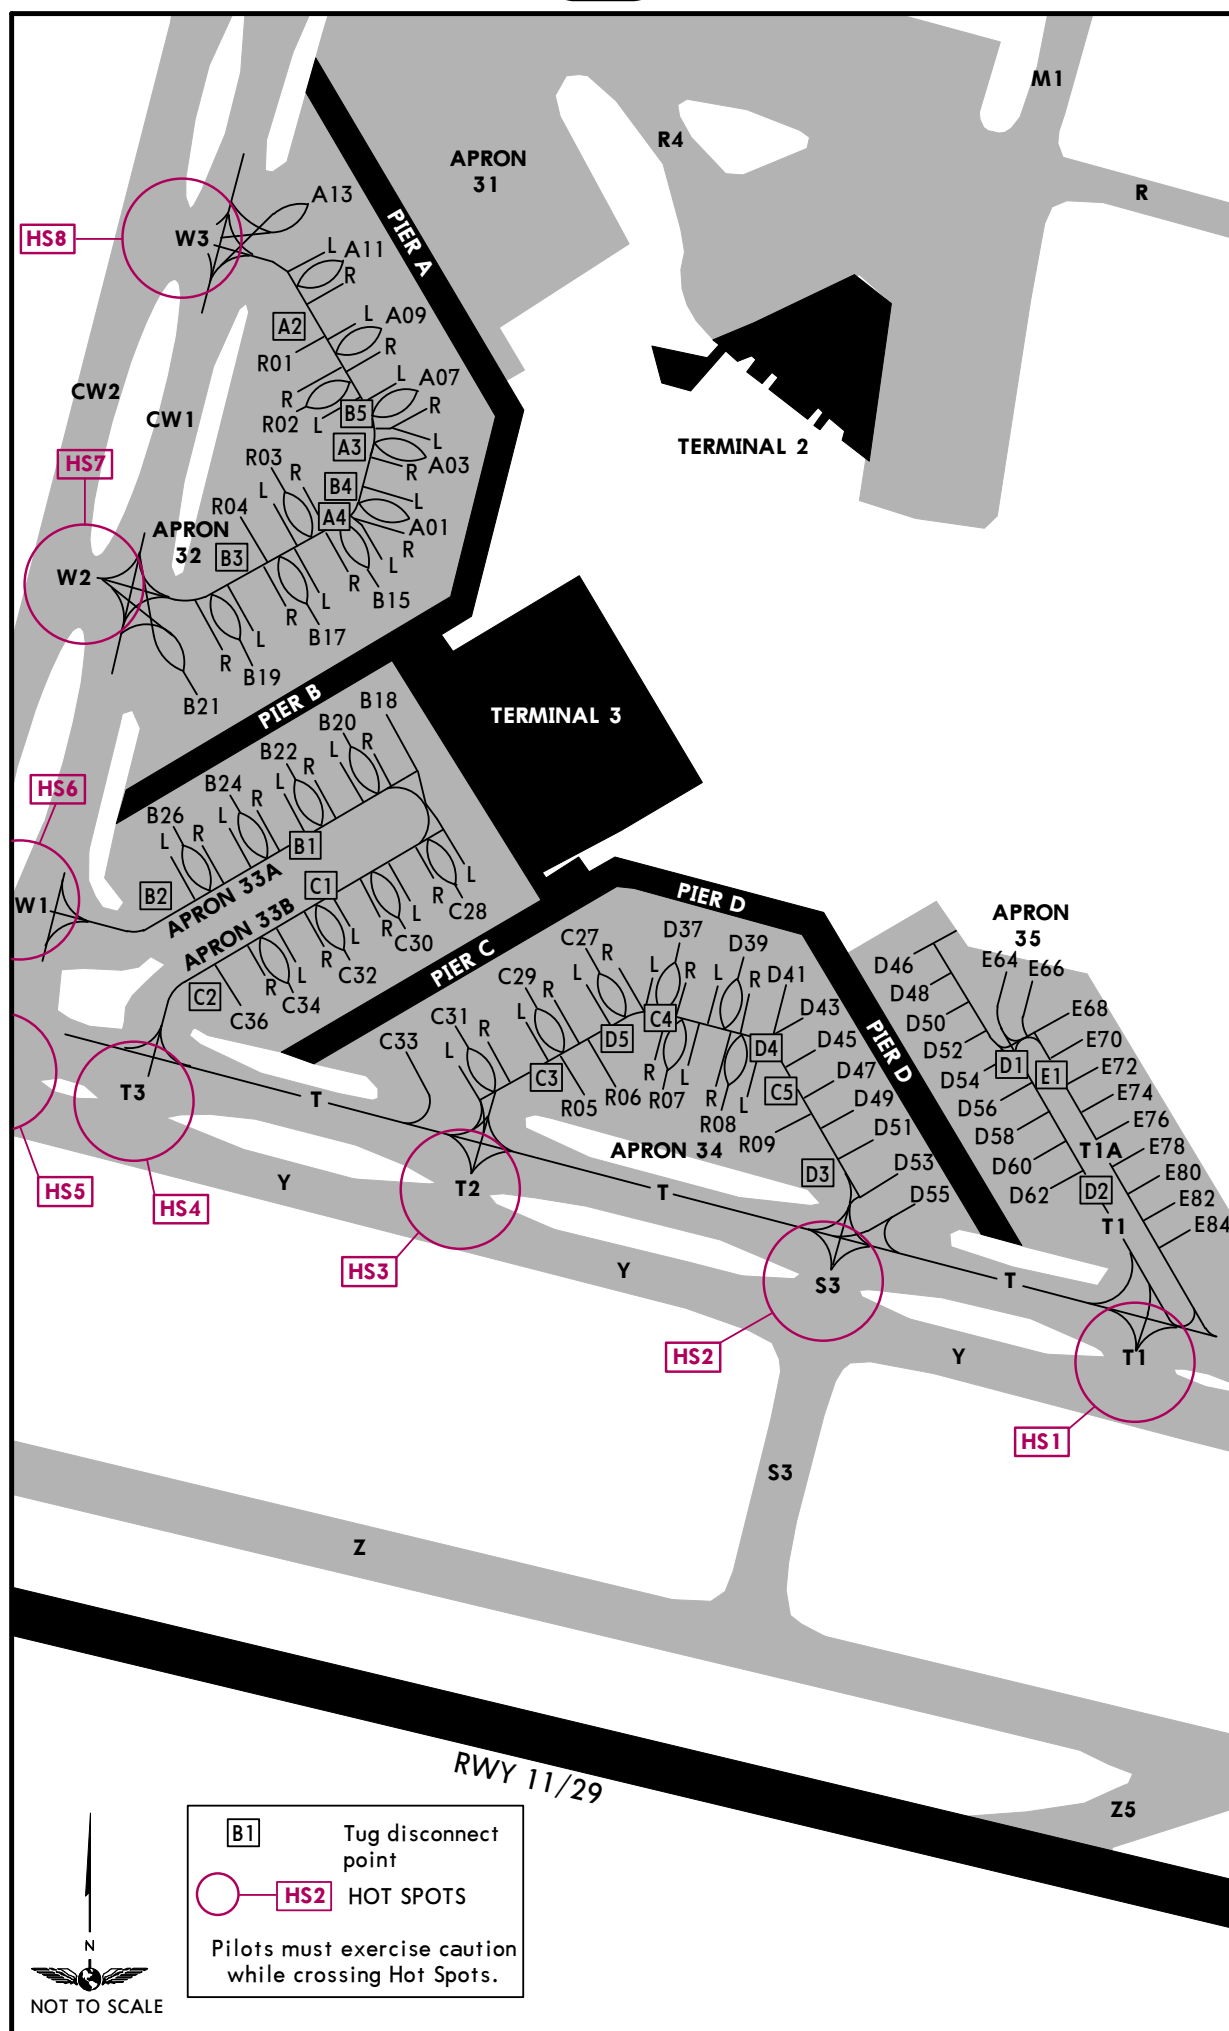 M1
R4
APRON
31
R
A13
PIER A
HS8
W3
L
A11
R
A2
L
A09
R01
R
CW2
CW1
R
L
A07
B5
R
R02
L
A3
L
A03
R
HS7
R03
R
B4
L
L
R04
A4
A01
APRON
32
R
B3
L
W2
R
B15
L
R
B17
L
R
B19
B21
TERMINAL 2
PIER B
TERMINAL 3
B18
B20
R
L
B22
R
L
B24
R
L
B26
R
L
B1
HS6
B2
W1
APRON 33A
APRON 33B
C1
L
R
C28
L
R
C30
L
R
C32
L
R
C34
C2
C36
PIER C
PIER D
PIER D
APRON
35
C27
R
L
D37
L
R
D39
L
R
D41
C29
R
L
D43
C31
R
L
D45
C33
D5
C4
D4
D47
C3
R05
R06
R
L
R07
R
L
R08
R09
C5
D49
D51
D53
D55
D3
APRON 34
D46
D48
D50
D52
D54
D56
D58
D60
D62
E64
E66
E68
E70
E72
E74
E76
E78
E80
E82
E84
D1
E1
T1A
D2
T1
T3
T
T2
T
S3
T
T1
Y
Y
Y
HS5
HS4
HS3
HS2
HS1
S3
Z
Z5
RWY 11/29
B1
Tug disconnect
point
HS2
HOT SPOTS
Pilots must exercise caution
while crossing Hot Spots.
N
NOT TO SCALE